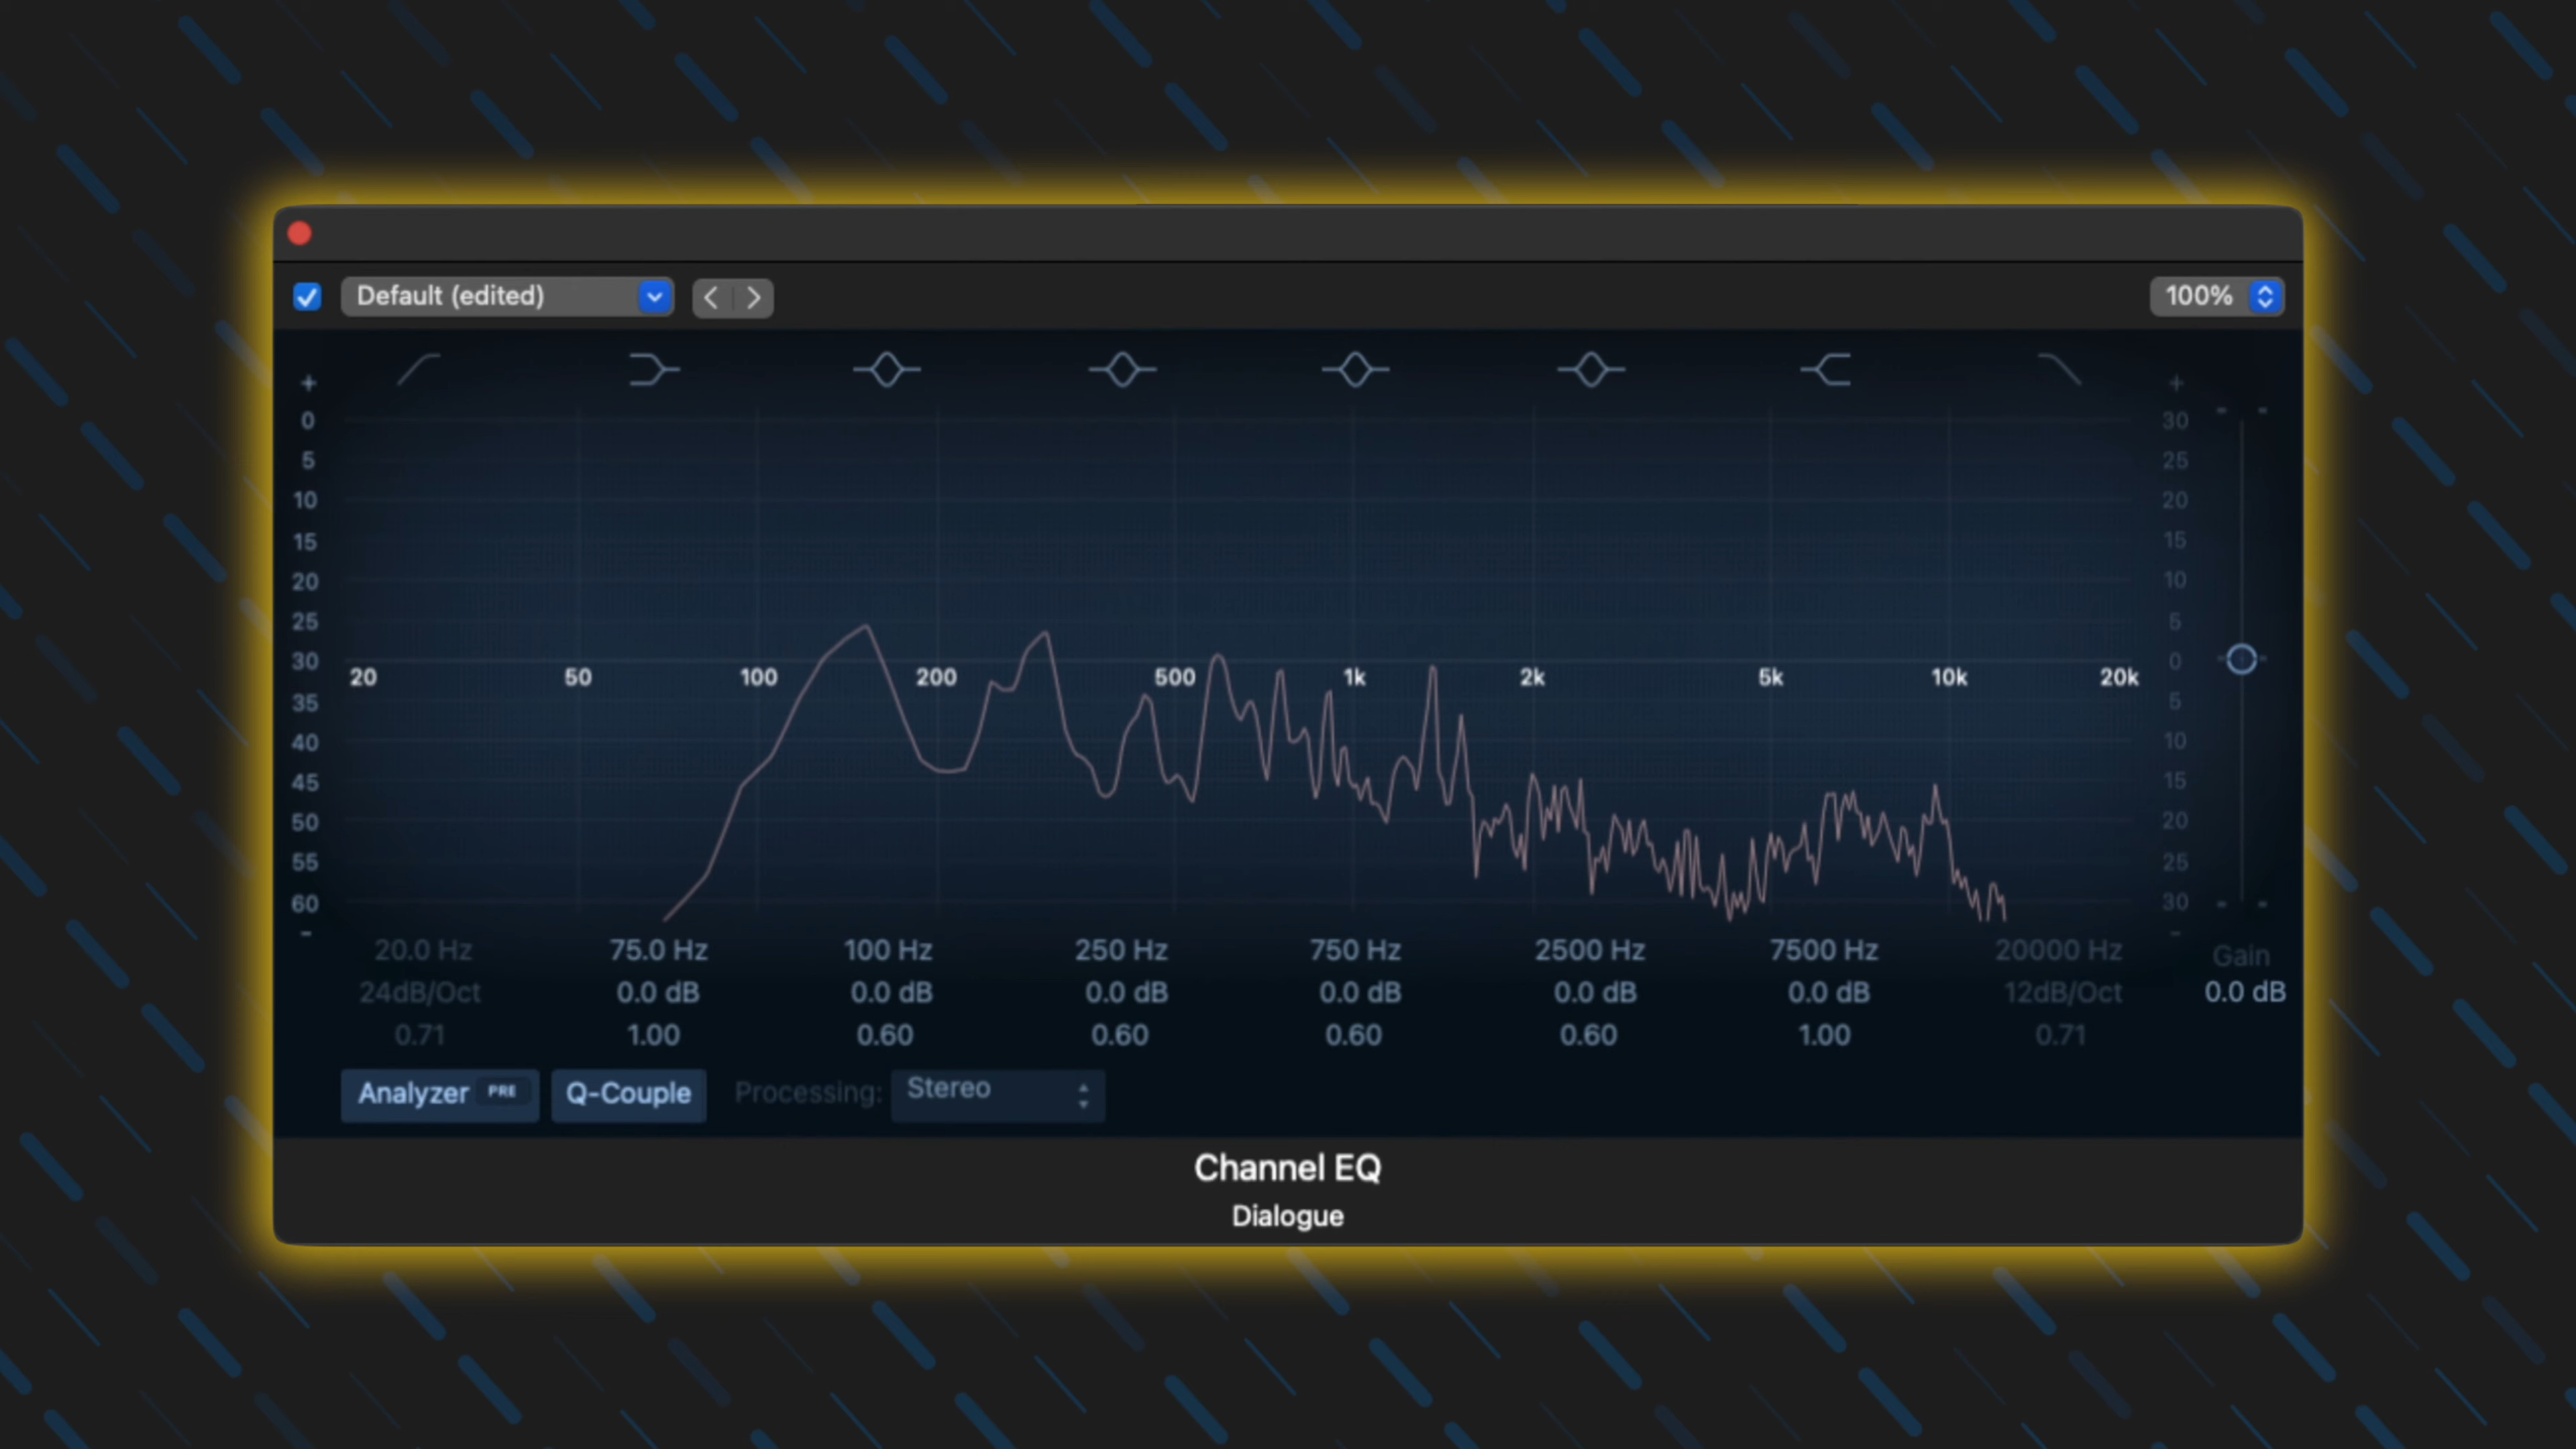 Default (edited)
100%
+ +
0 30
5 25
10 20
15 15
20 10
25 5
30 0
20 50 100 200 500 1k 2k 5k 10k 20k
35 5
40 10
45 15
50 20
55 25
60 30
- -
20.0 Hz 75.0 Hz 100 Hz 250 Hz 750 Hz 2500 Hz 7500 Hz 20000 Hz Gain
24dB/Oct 0.0 dB 0.0 dB 0.0 dB 0.0 dB 0.0 dB 0.0 dB 12dB/Oct 0.0 dB
0.71 1.00 0.60 0.60 0.60 0.60 1.00 0.71
Analyzer PRE Q-Couple Processing: Stereo
Channel EQ
Dialogue